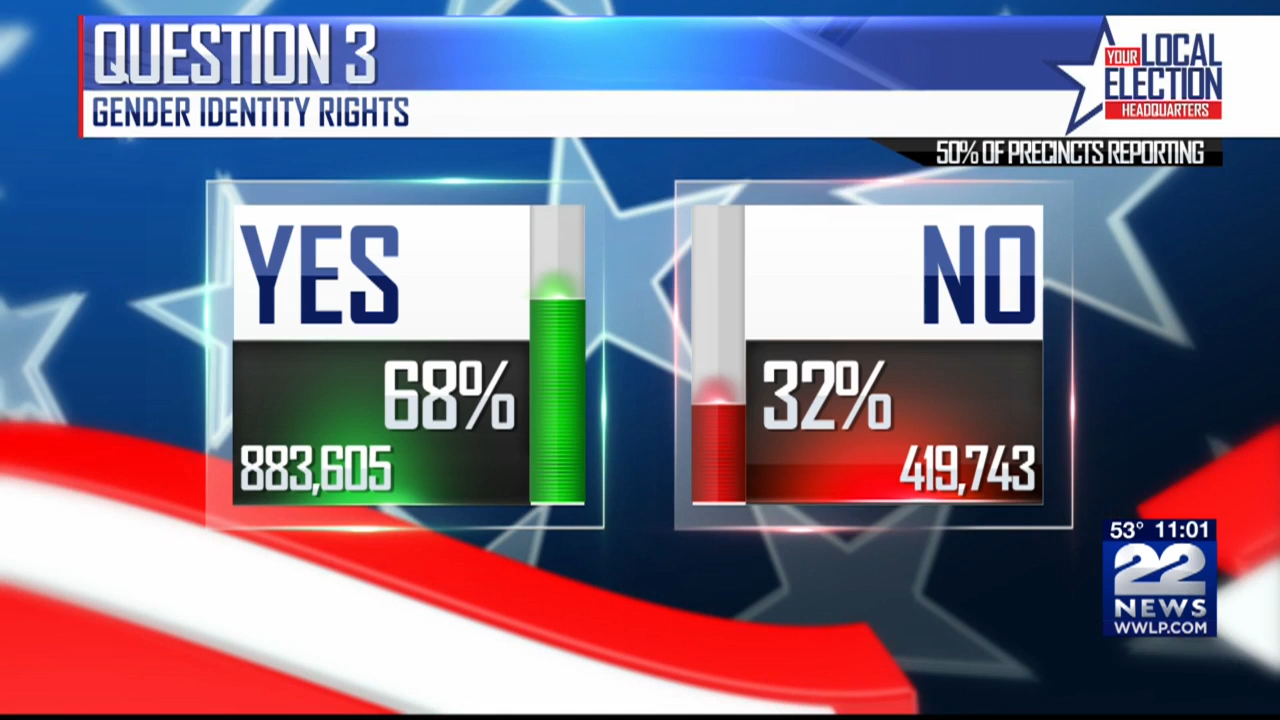 QUESTION 3
GENDER IDENTITY RIGHTS
YOUR LOCAL
ELECTION
HEADQUARTERS
50% OF PRECINCTS REPORTING
YES
68%
883,605
NO
32%
419,743
53° 11:01
22
NEWS
WWLP.COM